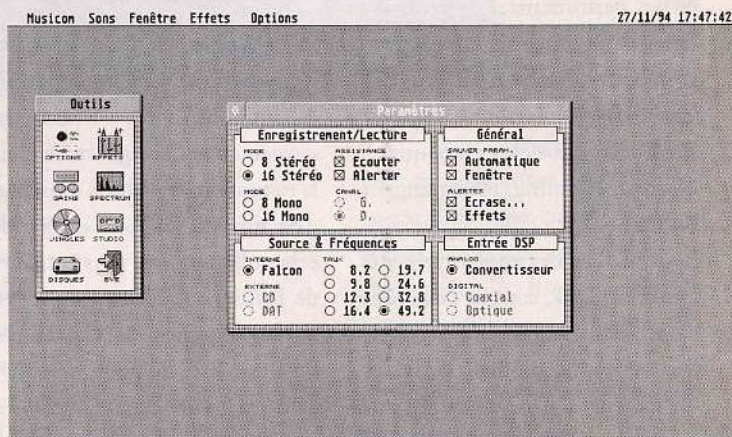 Musicom Sons Fenêtre Effets Options 27/11/94 17:47:42
Outils
OPTIONS EFFETS
GAINS SPECTRUM
JINGLES STUDIO
DISQUES BYE
Paramètres
Enregistrement/Lecture
MODE ASSISTANCE
8 Stéréo Ecouter
16 Stéréo Alerter
MODE CANAL
8 Mono G.
16 Mono D.
Général
SAUVER PARAM.
Automatique
Fenêtre
ALERTES
Ecrase...
Effets
Source & Fréquences
INTERNE TAUX
Falcon 8.2 19.7
EXTERNE 9.8 24.6
CD 12.3 32.8
DAT 16.4 49.2
Entrée DSP
ANALOG
Convertisseur
DIGITAL
Coaxial
Optique